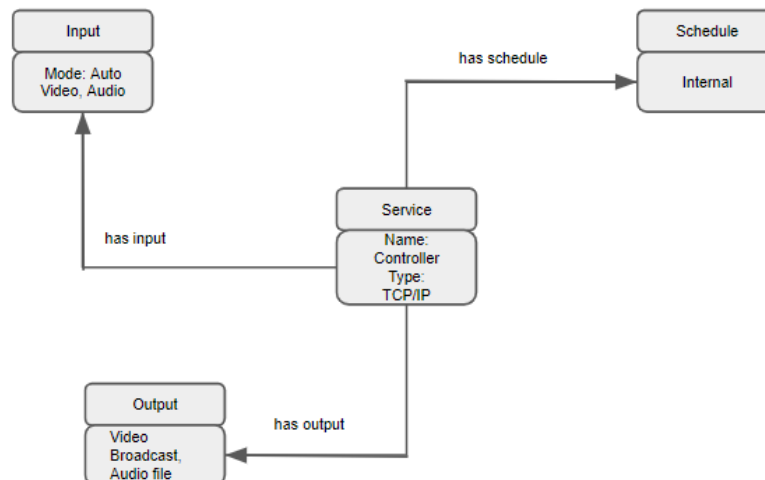 Input
Mode: Auto
Video, Audio
has schedule
Schedule
Internal
has input
Service
Name:
Controller
Type:
TCP/IP
Output
Video
Broadcast,
Audio file
has output